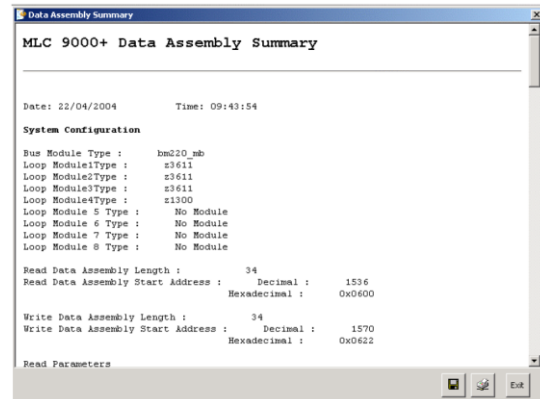 Data Assembly Summary
MLC 9000+ Data Assembly Summary
Date: 22/04/2004 Time: 09:43:54
System Configuration
Bus Module Type : bm220_mb
Loop Module1Type : z3611
Loop Module2Type : z3611
Loop Module3Type : z3611
Loop Module4Type : z1300
Loop Module 5 Type : No Module
Loop Module 6 Type : No Module
Loop Module 7 Type : No Module
Loop Module 8 Type : No Module
Read Data Assembly Length : 34
Read Data Assembly Start Address : Decimal : 1536
Hexadecimal : 0x0600
Write Data Assembly Length : 34
Write Data Assembly Start Address : Decimal : 1570
Hexadecimal : 0x0622
Read Parameters
Exit